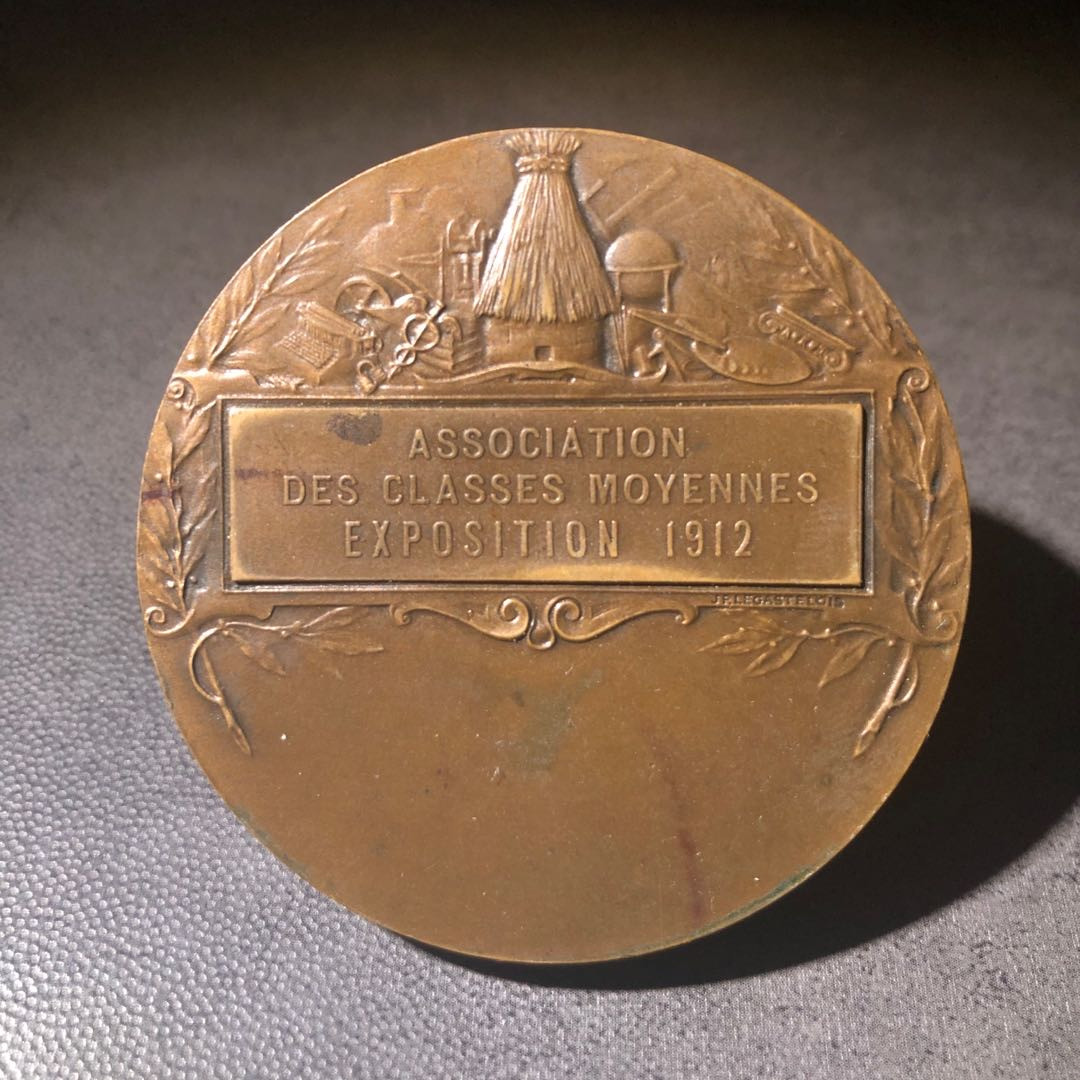 ASSOCIATION
DES CLASSES MOYENNES
EXPOSITION 1912
J.P. LEGASTELOIS